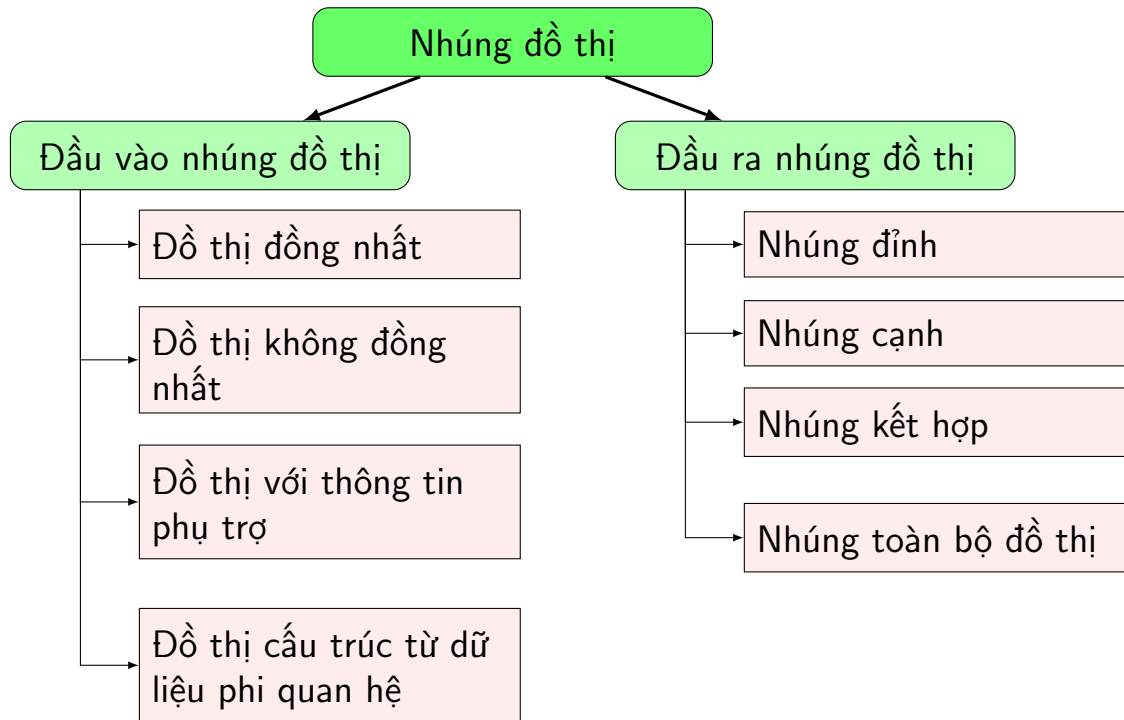 Nhúng đồ thị
Đầu vào nhúng đồ thị
Đồ thị đồng nhất
Đồ thị không đồng
nhất
Đồ thị với thông tin
phụ trợ
Đồ thị cấu trúc từ dữ
liệu phi quan hệ
Đầu ra nhúng đồ thị
Nhúng đỉnh
Nhúng cạnh
Nhúng kết hợp
Nhúng toàn bộ đồ thị